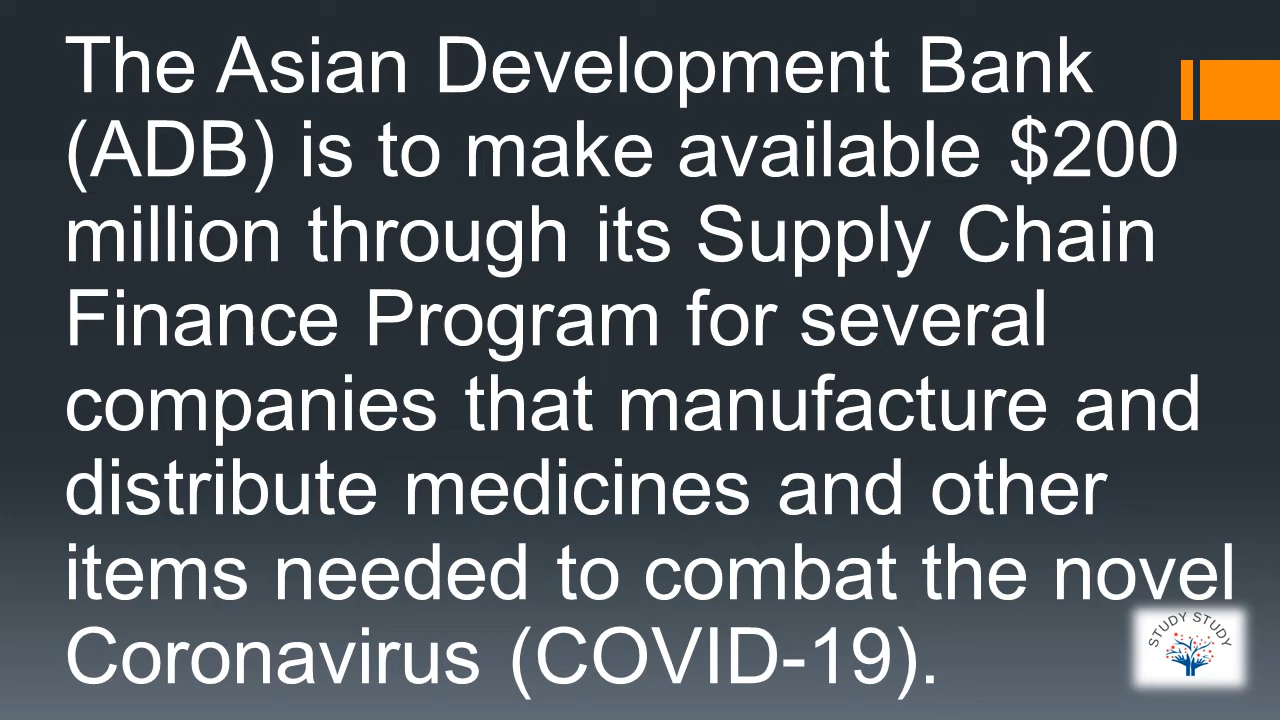 The Asian Development Bank
(ADB) is to make available $200
million through its Supply Chain
Finance Program for several
companies that manufacture and
distribute medicines and other
items needed to combat the novel
Coronavirus (COVID-19).
STUDY STUDY